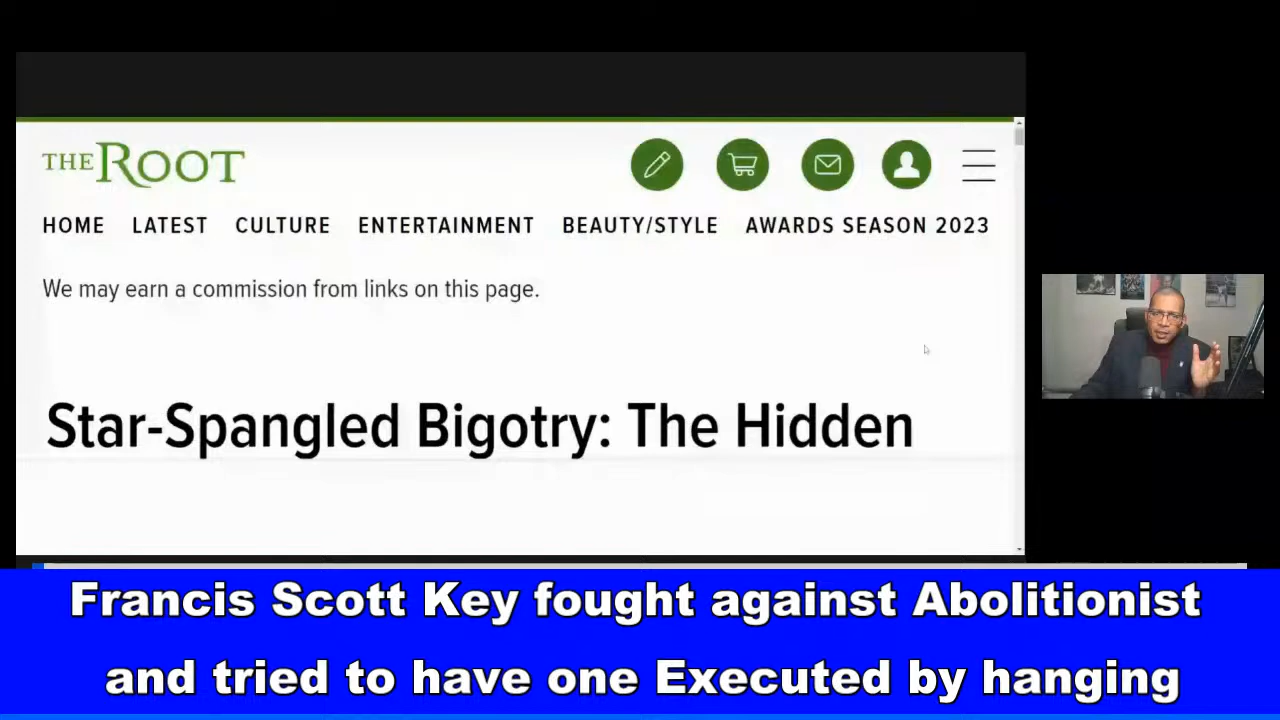 THE ROOT
HOME LATEST CULTURE ENTERTAINMENT BEAUTY/STYLE AWARDS SEASON 2023
We may earn a commission from links on this page.
Star-Spangled Bigotry: The Hidden
Francis Scott Key fought against Abolitionist
and tried to have one Executed by hanging